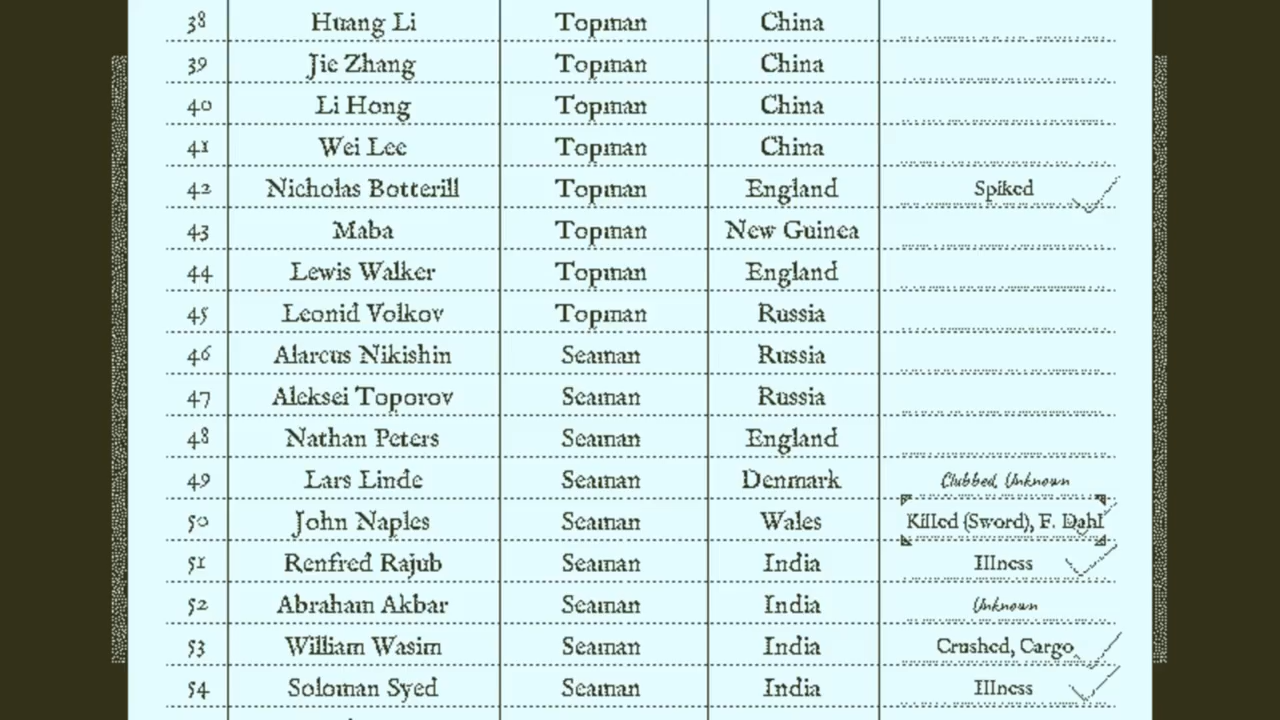 38 Huang Li Topman China
39 Jie Zhang Topman China
40 Li Hong Topman China
41 Wei Lee Topman China
42 Nicholas Botterill Topman England Spiked
43 Maba Topman New Guinea
44 Lewis Walker Topman England
45 Leonid Volkov Topman Russia
46 Alarcus Nikishin Seaman Russia
47 Aleksei Toporov Seaman Russia
48 Nathan Peters Seaman England
49 Lars Linde Seaman Denmark Clubbed, Unknown
50 John Naples Seaman Wales Killed (Sword), F. Dahl
51 Renfred Rajub Seaman India Illness
52 Abraham Akbar Seaman India Unknown
53 William Wasim Seaman India Crushed, Cargo
54 Soloman Syed Seaman India Illness